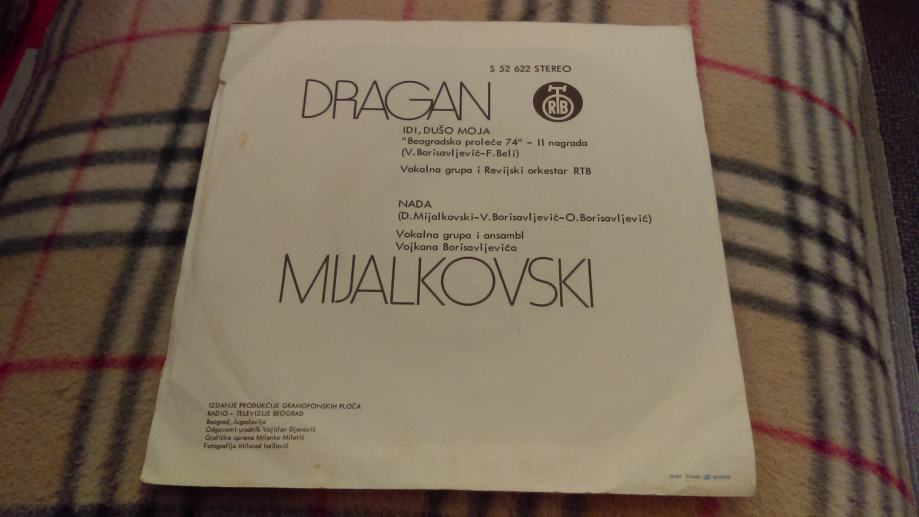 S 52 622 STEREO
DRAGAN
RTB
IDI, DUŠO MOJA
"Beogradsko proleće 74" – II nagrada
(V.Borisavljević–F.Beli)
Vokalna grupa i Revijski orkestar RTB
NADA
(D.Mijalkovski–V.Borisavljević–O.Borisavljević)
Vokalna grupa i ansambl
Vojkana Borisavljevića
MIJALKOVSKI
IZDANJE PRODUKCIJE GRAMOFONSKIH PLOČA
RADIO – TELEVIZIJE BEOGRAD
Beograd, Jugoslavija
Odgovorni urednik Vojislav Djonović
Grafička oprema Milenko Miletić
Fotografija Milorad